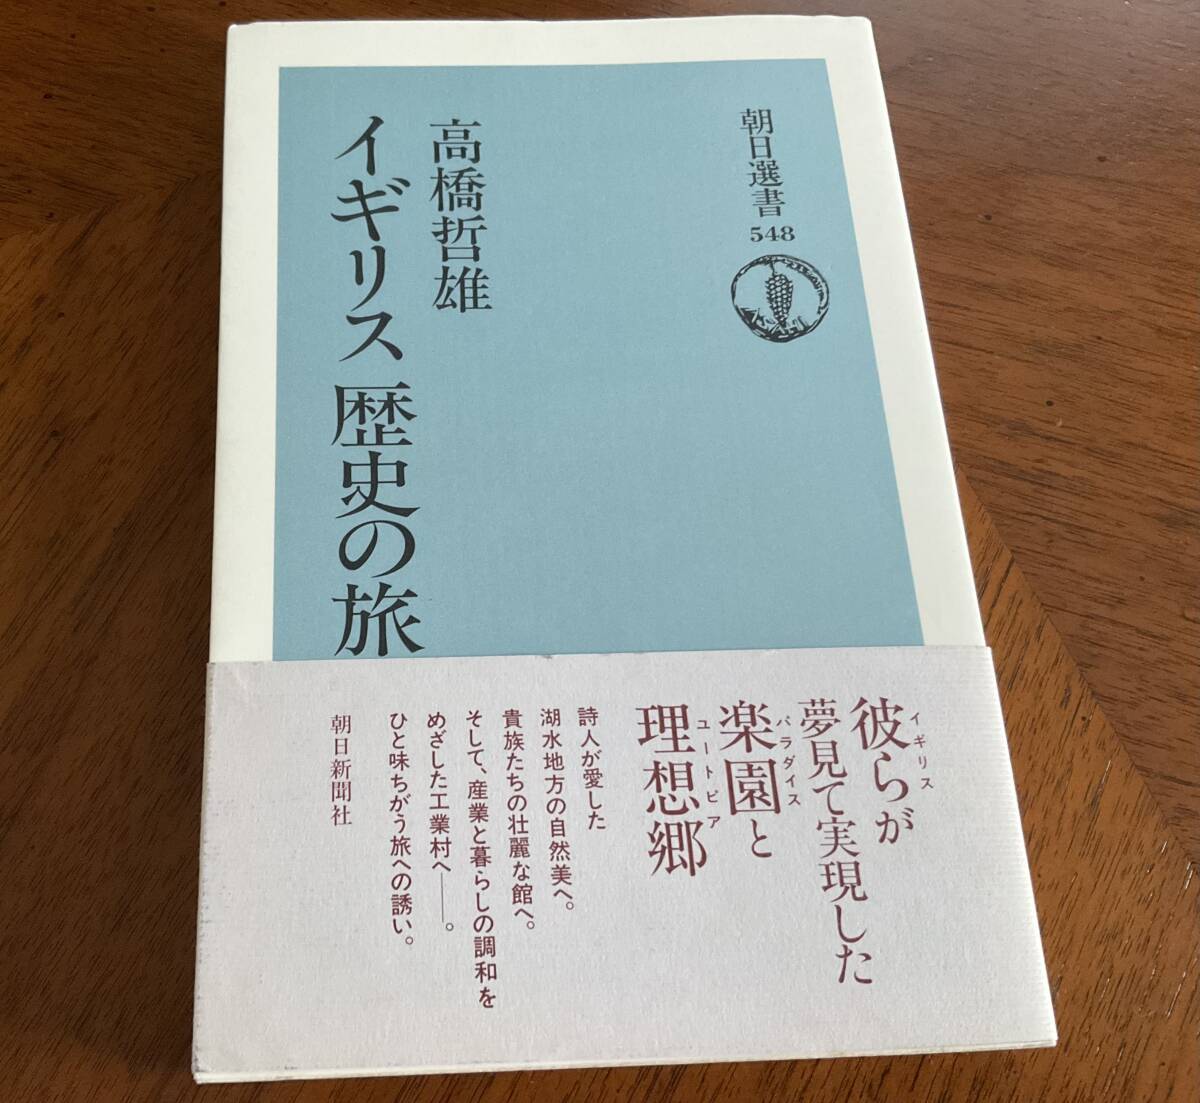 朝日選書
548
高橋哲雄
イギリス 歴史の旅
彼らが
イギリス
夢見て実現した
楽園と
パラダイス
理想郷
ユートピア
詩人が愛した
湖水地方の自然美へ。
貴族たちの壮麗な館へ。
そして、産業と暮らしの調和を
めざした工業村へ――。
ひと味ちがう旅への誘い。
朝日新聞社